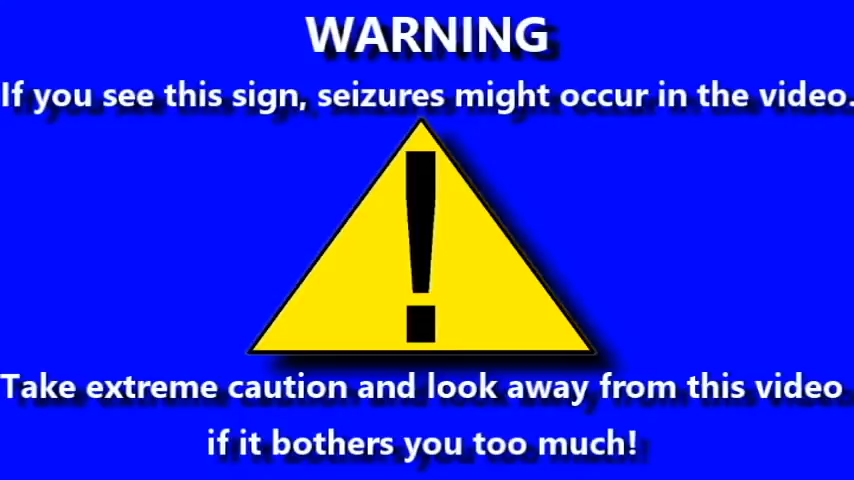 WARNING
If you see this sign, seizures might occur in the video.
!
Take extreme caution and look away from this video
if it bothers you too much!